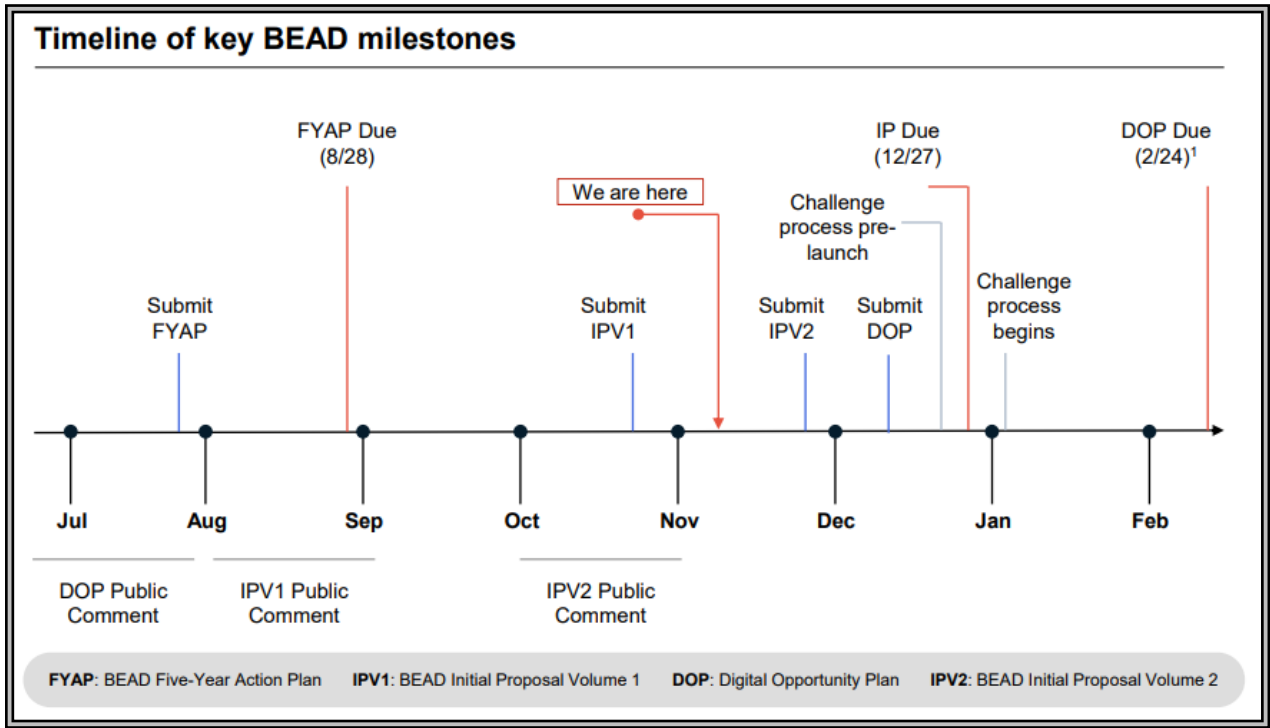 Timeline of key BEAD milestones
FYAP Due
(8/28)
IP Due
(12/27)
DOP Due
(2/24)¹
We are here
Challenge
process pre-
launch
Submit
FYAP
Submit
IPV1
Submit
IPV2
Submit
DOP
Challenge
process
begins
Jul
Aug
Sep
Oct
Nov
Dec
Jan
Feb
DOP Public
Comment
IPV1 Public
Comment
IPV2 Public
Comment
FYAP: BEAD Five-Year Action Plan IPV1: BEAD Initial Proposal Volume 1 DOP: Digital Opportunity Plan IPV2: BEAD Initial Proposal Volume 2